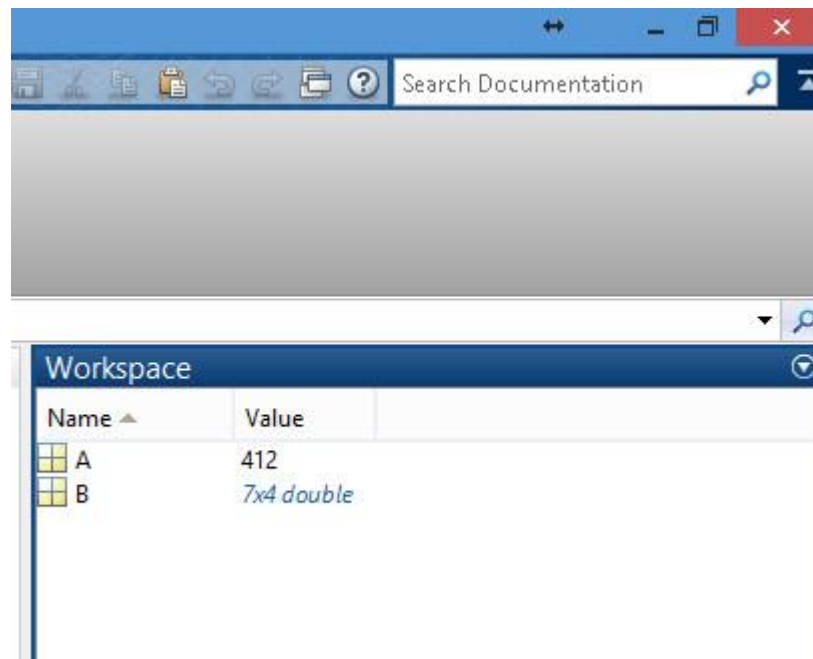 Search Documentation
Workspace
Name Value
A 412
B 7x4 double